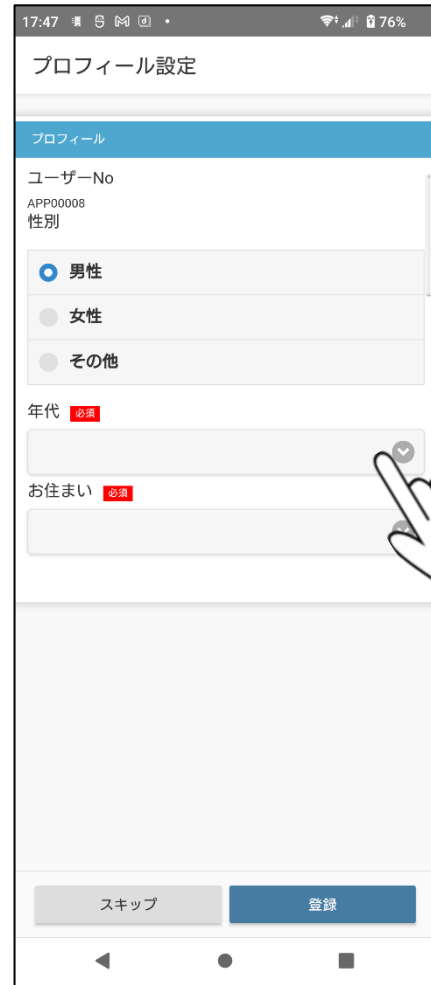 17:47 76%
プロフィール設定
プロフィール
ユーザーNo
APP00008
性別
男性
女性
その他
年代 必須
お住まい 必須
スキップ 登録